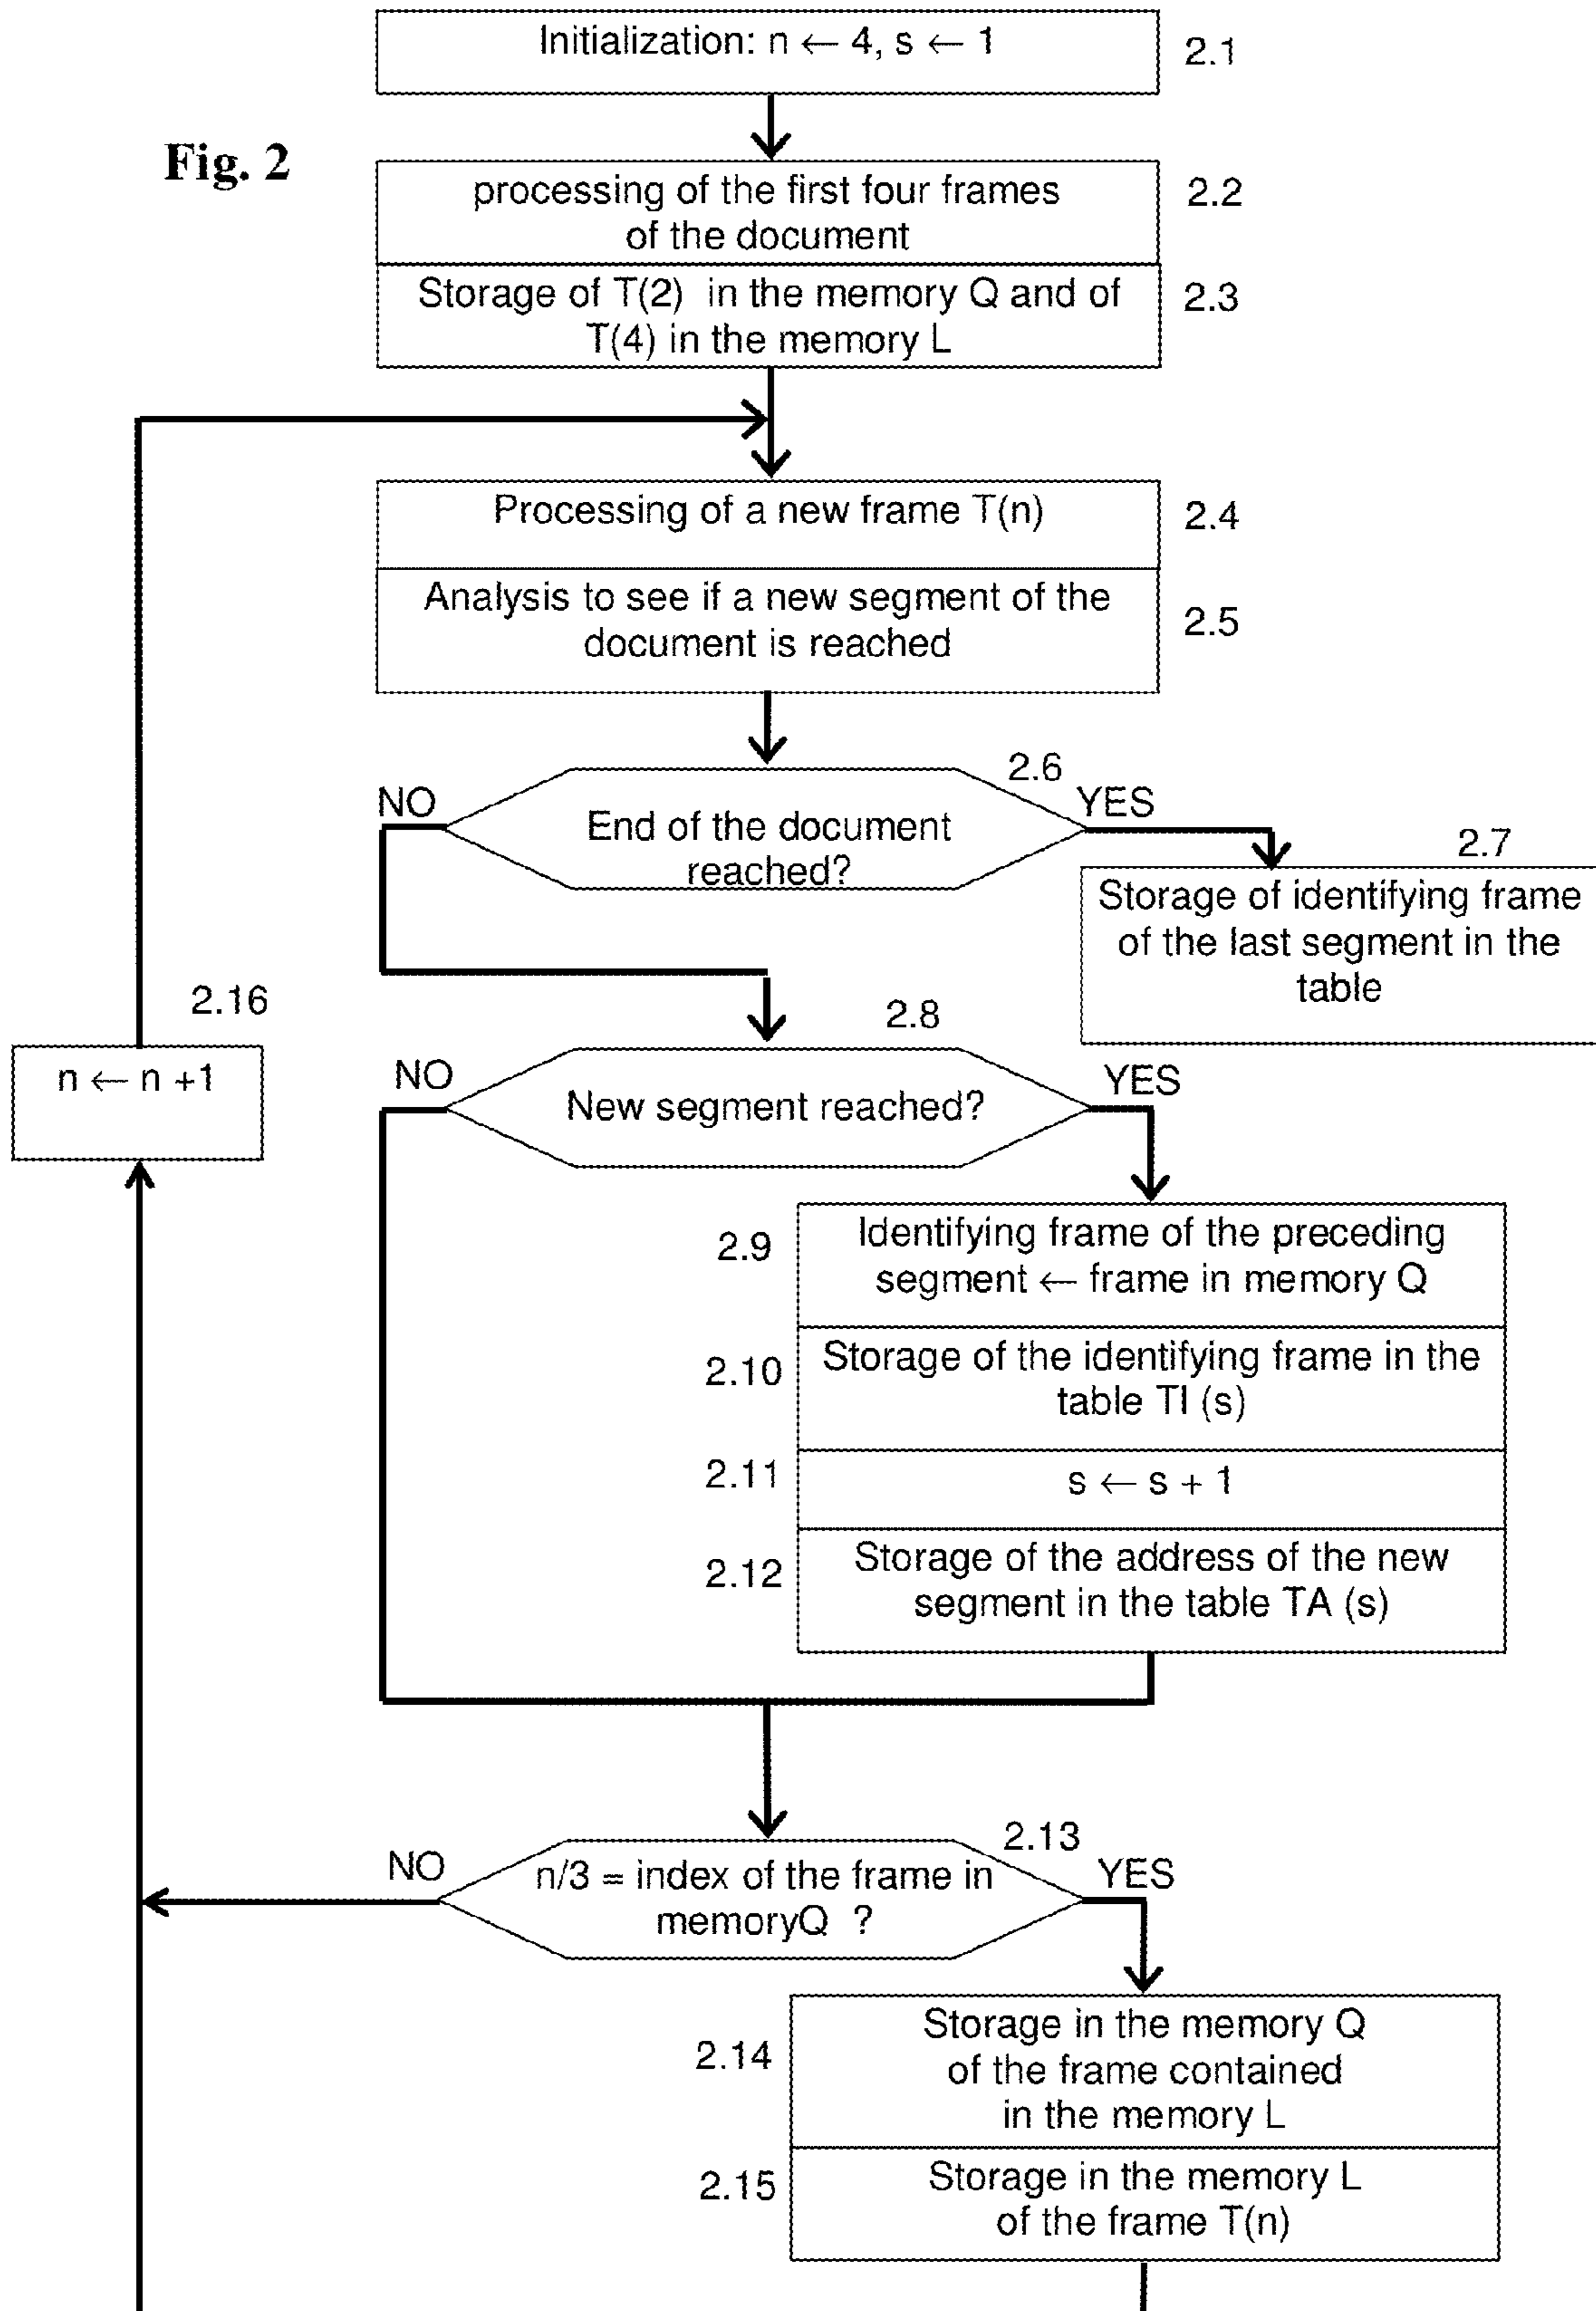 Initialization: n ← 4, s ← 1
2.1
Fig. 2
processing of the first four frames
of the document
2.2
Storage of T(2) in the memory Q and of
T(4) in the memory L
2.3
Processing of a new frame T(n)
2.4
Analysis to see if a new segment of the
document is reached
2.5
2.6
NO
YES
End of the document
reached?
2.7
Storage of identifying frame
of the last segment in the
table
2.16
n ← n +1
2.8
NO
YES
New segment reached?
2.9
Identifying frame of the preceding
segment ← frame in memory Q
2.10
Storage of the identifying frame in the
table TI (s)
2.11
s ← s + 1
2.12
Storage of the address of the new
segment in the table TA (s)
2.13
NO
YES
n/3 = index of the frame in
memoryQ ?
2.14
Storage in the memory Q
of the frame contained
in the memory L
2.15
Storage in the memory L
of the frame T(n)